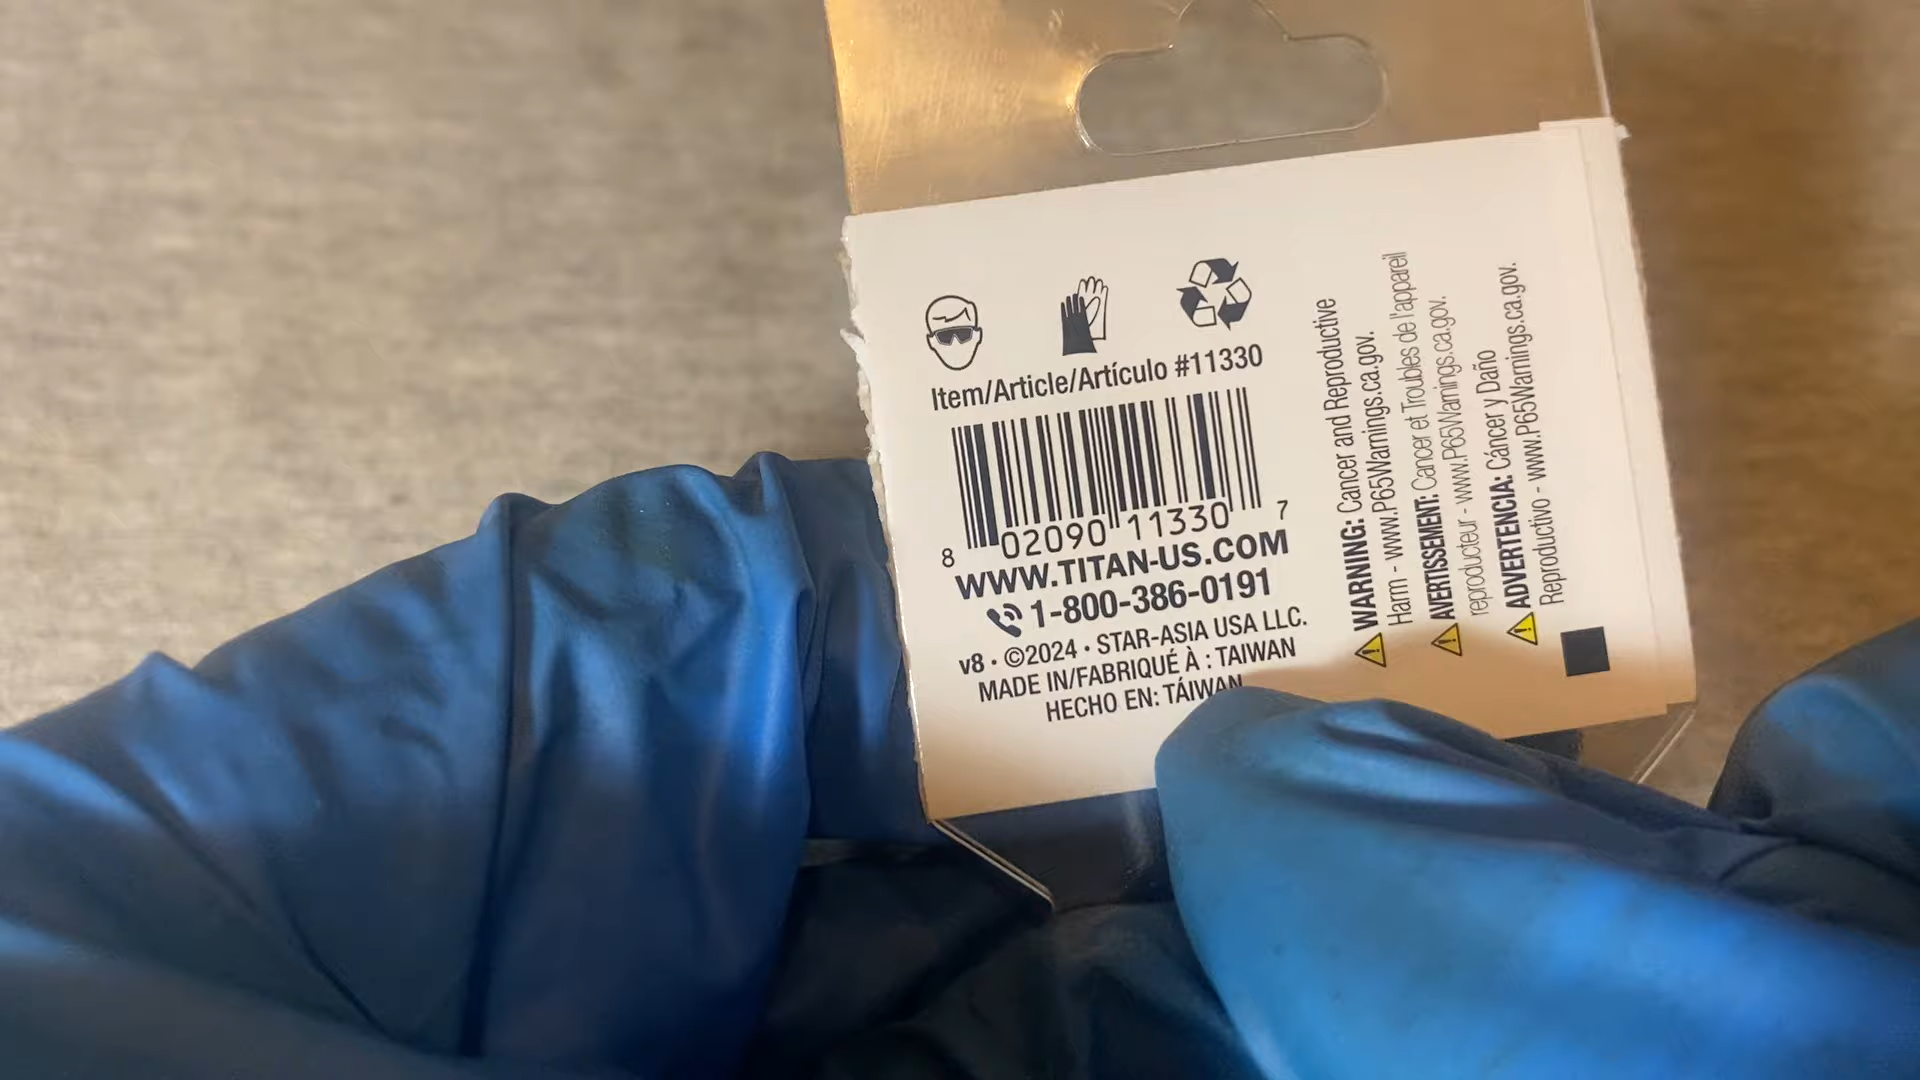 Item/Article/Artículo #11330
8 02090 11330 7
WWW.TITAN-US.COM
1-800-386-0191
v8 • ©2024 • STAR-ASIA USA LLC.
MADE IN/FABRIQUÉ À : TAIWAN
HECHO EN: TÁIWAN
WARNING: Cancer and Reproductive
Harm - www.P65Warnings.ca.gov.
AVERTISSEMENT: Cancer et Troubles de l'appareil
reproducteur - www.P65Warnings.ca.gov.
ADVERTENCIA: Cáncer y Daño
Reproductivo - www.P65Warnings.ca.gov.